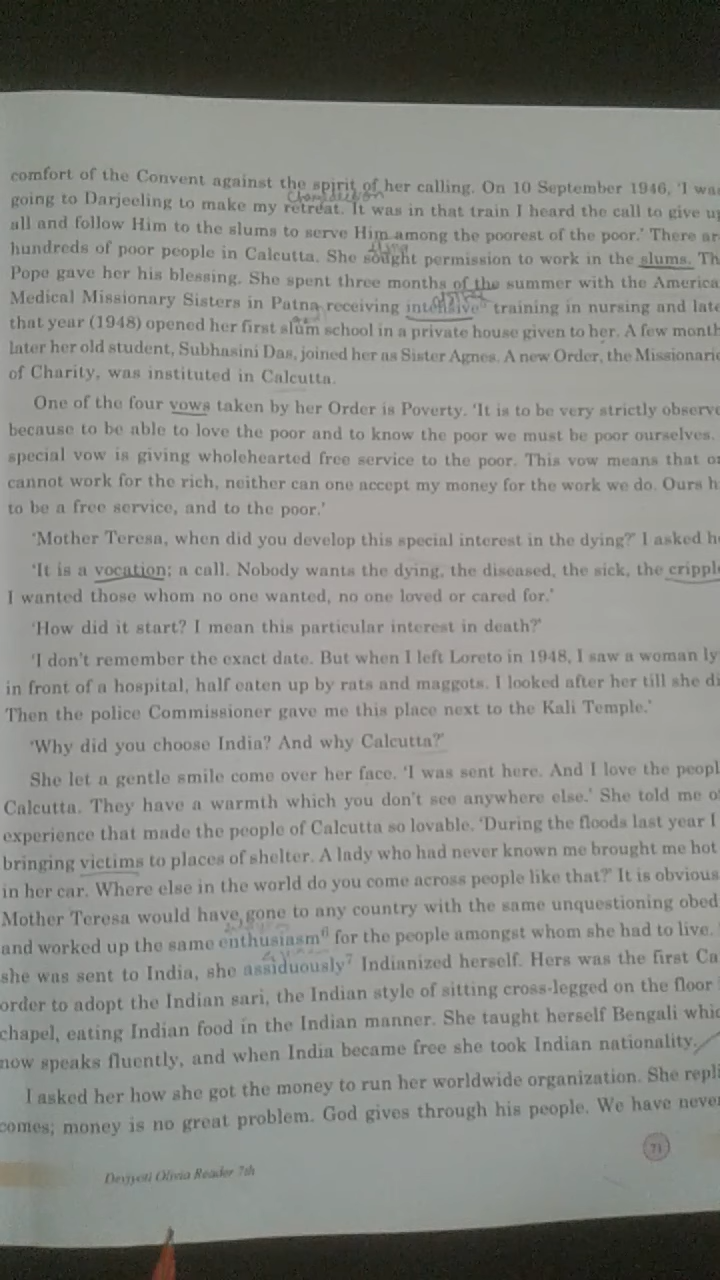 comfort of the Convent against the spirit of her calling. On 10 September 1946, 'I wa
going to Darjeeling to make my retreat. It was in that train I heard the call to give u
all and follow Him to the slums to serve Him among the poorest of the poor.' There ar
hundreds of poor people in Calcutta. She sought permission to work in the slums. Th
Pope gave her his blessing. She spent three months of the summer with the America
Medical Missionary Sisters in Patna receiving intensive training in nursing and late
that year (1948) opened her first slum school in a private house given to her. A few month
later her old student, Subhasini Das, joined her as Sister Agnes. A new Order, the Missionarie
of Charity, was instituted in Calcutta.
One of the four vows taken by her Order is Poverty. 'It is to be very strictly observe
because to be able to love the poor and to know the poor we must be poor ourselves.
special vow is giving wholehearted free service to the poor. This vow means that o
cannot work for the rich, neither can one accept my money for the work we do. Ours h
to be a free service, and to the poor.'
'Mother Teresa, when did you develop this special interest in the dying?' I asked h
'It is a vocation; a call. Nobody wants the dying, the diseased, the sick, the cripple
I wanted those whom no one wanted, no one loved or cared for.'
'How did it start? I mean this particular interest in death?'
'I don't remember the exact date. But when I left Loreto in 1948, I saw a woman ly
in front of a hospital, half eaten up by rats and maggots. I looked after her till she di
Then the police Commissioner gave me this place next to the Kali Temple.'
'Why did you choose India? And why Calcutta?'
She let a gentle smile come over her face. 'I was sent here. And I love the peopl
Calcutta. They have a warmth which you don't see anywhere else.' She told me o
experience that made the people of Calcutta so lovable. 'During the floods last year I
bringing victims to places of shelter. A lady who had never known me brought me hot
in her car. Where else in the world do you come across people like that?' It is obvious
Mother Teresa would have gone to any country with the same unquestioning obed
and worked up the same enthusiasm⁶ for the people amongst whom she had to live.
she was sent to India, she assiduously⁷ Indianized herself. Hers was the first Ca
order to adopt the Indian sari, the Indian style of sitting cross-legged on the floor
chapel, eating Indian food in the Indian manner. She taught herself Bengali whic
now speaks fluently, and when India became free she took Indian nationality.
I asked her how she got the money to run her worldwide organization. She repli
comes; money is no great problem. God gives through his people. We have never
71
Devjyoti Olivia Reader 7th